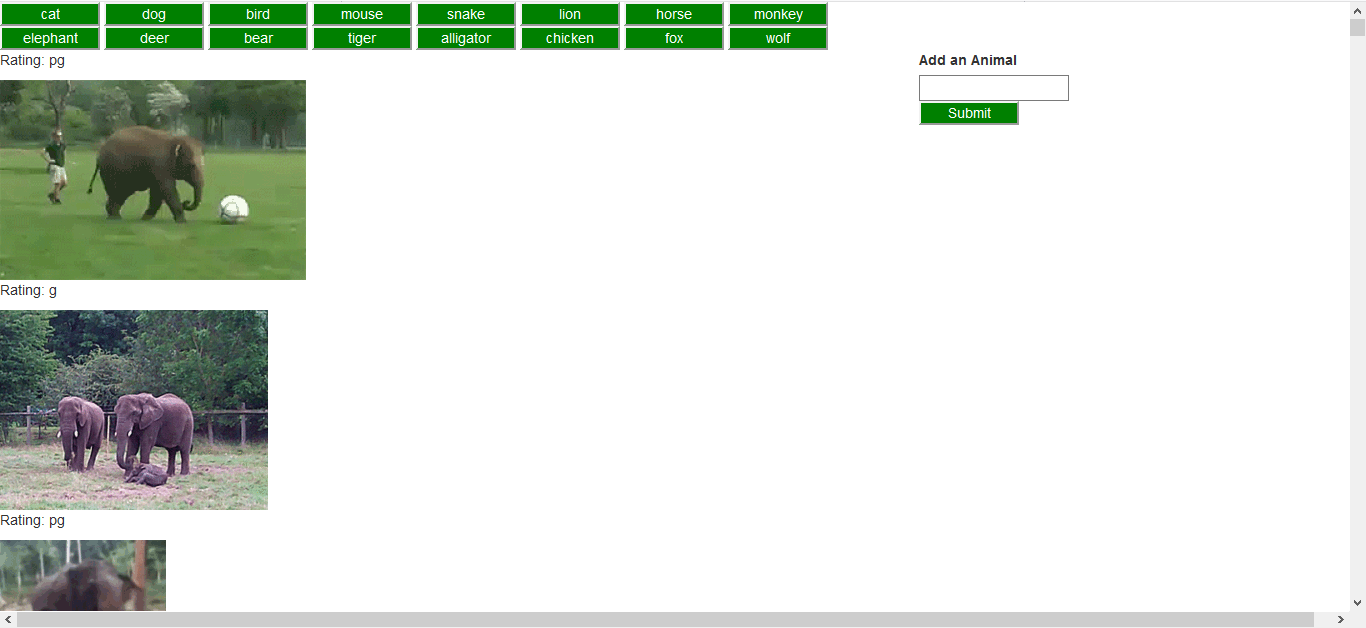 cat dog bird mouse snake lion horse monkey
elephant deer bear tiger alligator chicken fox wolf
Rating: pg
Add an Animal
Submit
Rating: g
Rating: pg